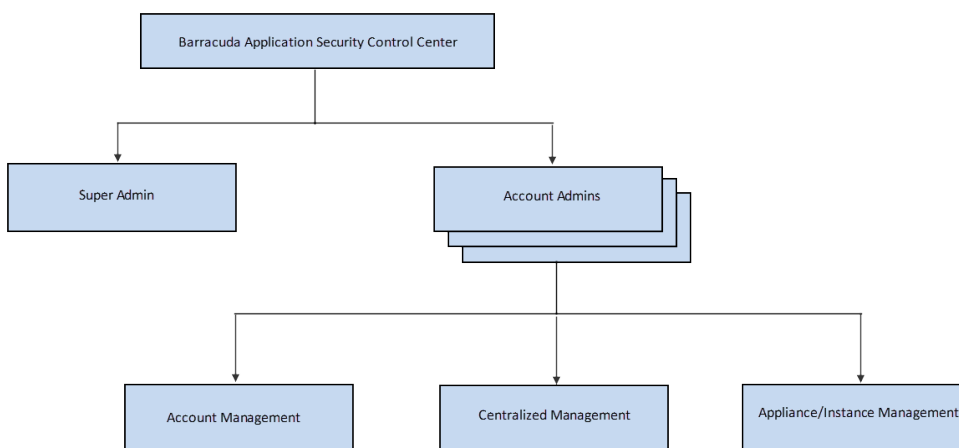 Barracuda Application Security Control Center
Super Admin
Account Admins
Account Management
Centralized Management
Appliance/Instance Management